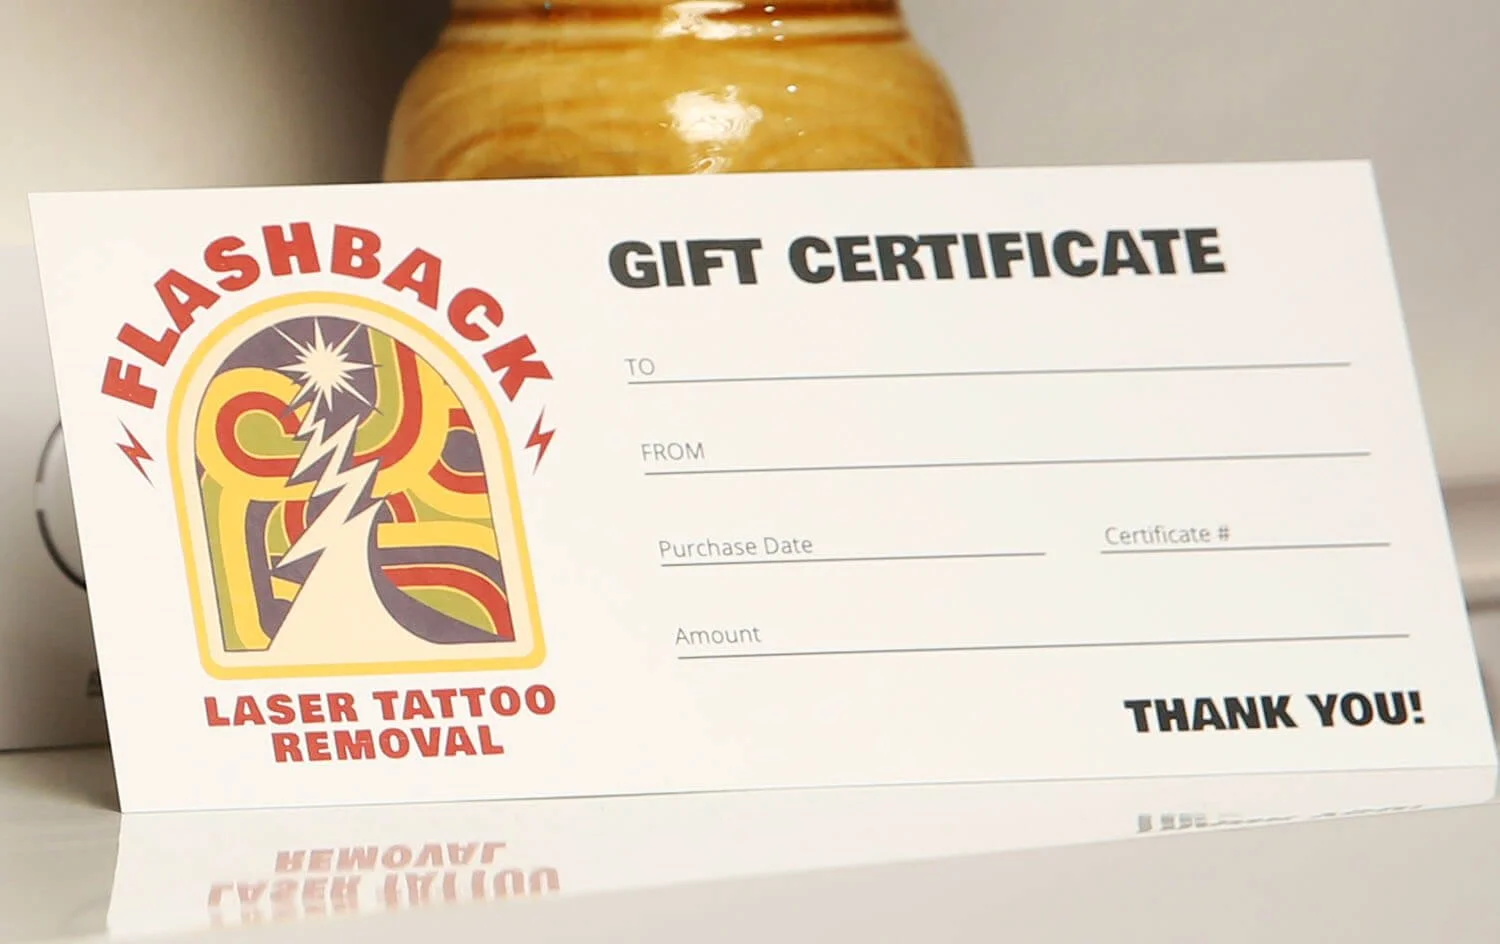 FLASHBACK
LASER TATTOO
REMOVAL
GIFT CERTIFICATE
TO
FROM
Purchase Date
Certificate #
Amount
THANK YOU!